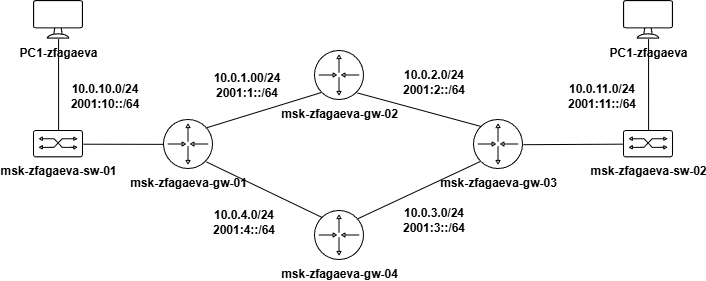 PC1-zfagaeva
PC1-zfagaeva
10.0.10.0/24
2001:10::/64
10.0.1.00/24
2001:1::/64
10.0.2.0/24
2001:2::/64
10.0.11.0/24
2001:11::/64
msk-zfagaeva-gw-02
msk-zfagaeva-sw-01
msk-zfagaeva-gw-01
msk-zfagaeva-gw-03
msk-zfagaeva-sw-02
10.0.4.0/24
2001:4::/64
10.0.3.0/24
2001:3::/64
msk-zfagaeva-gw-04